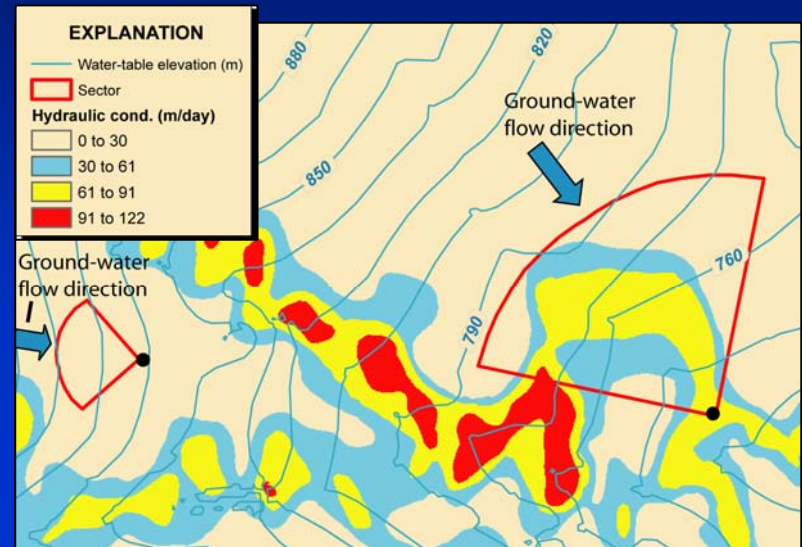 EXPLANATION
Water-table elevation (m)
Sector
Hydraulic cond. (m/day)
0 to 30
30 to 61
61 to 91
91 to 122
880
820
850
Ground-water
flow direction
760
790
Ground-water
flow direction